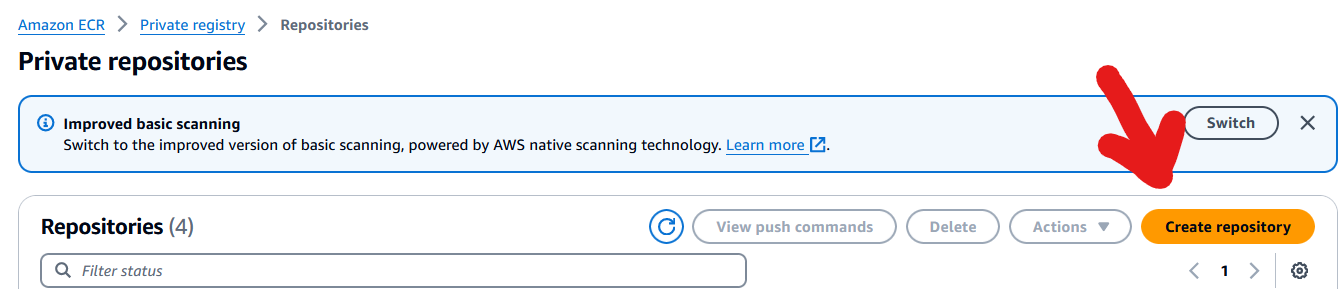 Amazon ECR > Private registry > Repositories
Private repositories
Improved basic scanning
Switch to the improved version of basic scanning, powered by AWS native scanning technology. Learn more .
Switch
Repositories (4)
View push commands
Delete
Actions
Create repository
Filter status
1